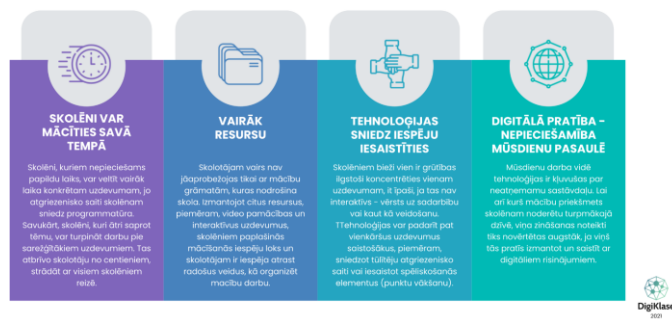 SKOLĒNI VAR
MĀCĪTIES SAVĀ
TEMPĀ
Skolēni, kuriem nepieciešams
papildu laiks, var veltīt vairāk
laika konkrētam uzdevumam, jo
atgriezenisko saiti skolēnam
sniedz programmatūra.
Savukārt, skolēni, kuri ātri saprot
tēmu, var turpināt darbu pie
sarežģītākiem uzdevumiem. Tas
atbrīvo skolotāju no centieniem,
strādāt ar visiem skolēniem
reizē.
VAIRĀK
RESURSU
Skolotājam vairs nav
jāaprobežojas tikai ar mācību
grāmatām, kuras nodrošina
skola. Izmantojot citus resursus,
piemēram, video pamācības un
interaktīvus uzdevumus,
skolēniem paplašinās
mācīšanās iespēju loks un
skolotājam ir iespēja atrast
radošus veidus, kā organizēt
macību darbu.
TEHNOLOĢIJAS
SNIEDZ IESPĒJU
IESAISTĪTIES
Skolēniem bieži vien ir grūtības
ilgstoši koncentrēties vienam
uzdevumam, it īpaši, ja tas nav
interaktīvs - vērsts uz sadarbību
vai kaut kā veidošanu.
TTehnoloģijas var padarīt pat
vienkāršus uzdevumus
saistošākus, piemēram,
sniedzot tūlītēju atgriezenisko
saiti vai iesaistot spēliskošanās
elementus (punktu vākšanu).
DIGITĀLĀ PRATĪBA -
NEPIECIEŠAMĪBA
MŪSDIENU PASAULĒ
Mūsdienu darba vidē
tehnoloģijas ir kļuvušas par
neatņemamu sastāvdaļu. Lai
arī kurš mācību priekšmets
skolēnam noderētu turpmākajā
dzīvē, viņa zināšanas noteikti
tiks novērtētas augstāk, ja viņš
tās pratīs izmantot un saistīt ar
digitāliem risinājumiem.
DigiKlase
2021